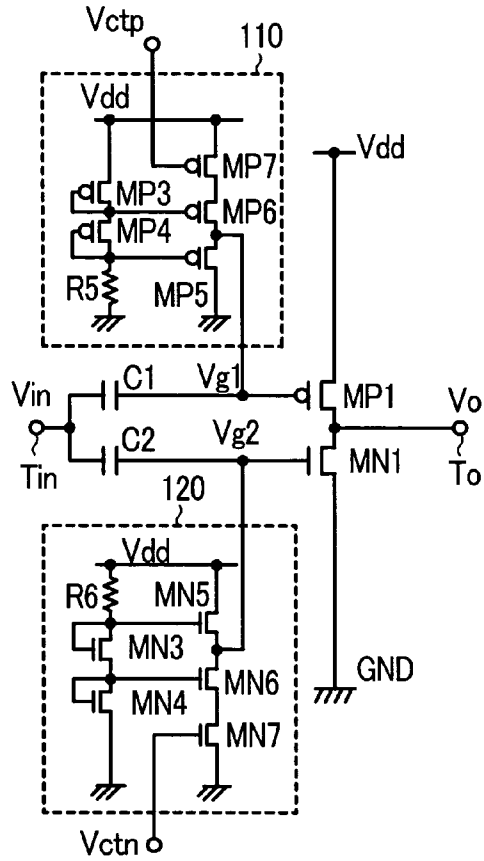 Vctp
110
Vdd
Vdd
MP7
MP3
MP6
MP4
R5
MP5
Vin
C1
Vg1
MP1
Vo
Tin
C2
Vg2
MN1
To
120
Vdd
R6
MN5
MN3
MN6
MN4
MN7
GND
Vctn